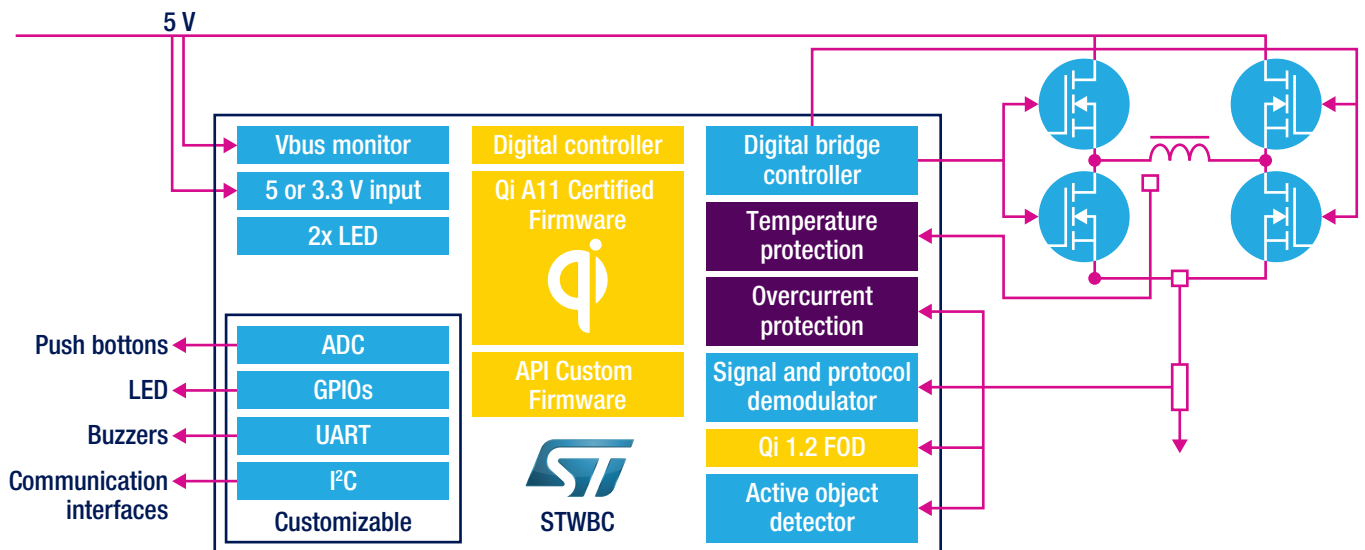 5 V
Vbus monitor
5 or 3.3 V input
2x LED
Digital controller
Qi A11 Certified
Firmware
qi
API Custom
Firmware
Digital bridge
controller
Temperature
protection
Overcurrent
protection
Signal and protocol
demodulator
Qi 1.2 FOD
Active object
detector
Push bottons
LED
Buzzers
Communication
interfaces
ADC
GPIOs
UART
I²C
Customizable
ST
STWBC